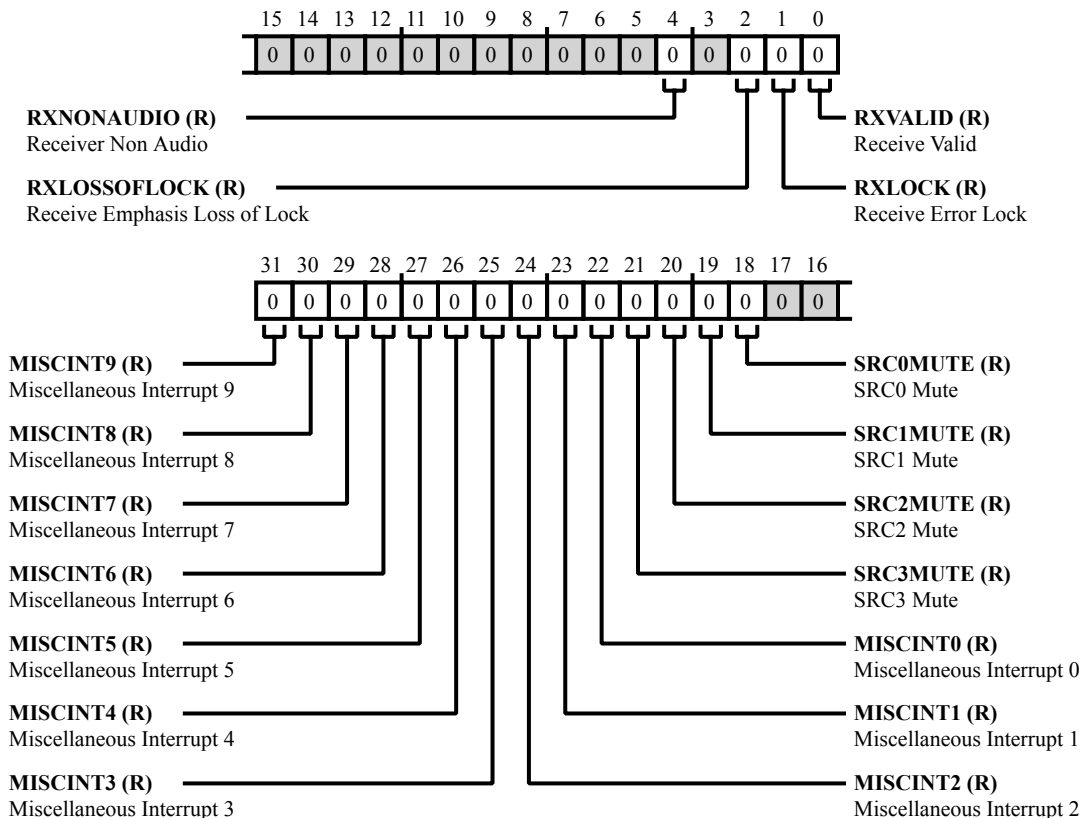 15 14 13 12 11 10 9 8 7 6 5 4 3 2 1 0
0 0 0 0 0 0 0 0 0 0 0 0 0 0 0 0
RXNONAUDIO (R)
Receiver Non Audio
RXVALID (R)
Receive Valid
RXLOSSOFLOCK (R)
Receive Emphasis Loss of Lock
RXLOCK (R)
Receive Error Lock
31 30 29 28 27 26 25 24 23 22 21 20 19 18 17 16
0 0 0 0 0 0 0 0 0 0 0 0 0 0 0 0
MISCINT9 (R)
Miscellaneous Interrupt 9
SRC0MUTE (R)
SRC0 Mute
MISCINT8 (R)
Miscellaneous Interrupt 8
SRC1MUTE (R)
SRC1 Mute
MISCINT7 (R)
Miscellaneous Interrupt 7
SRC2MUTE (R)
SRC2 Mute
MISCINT6 (R)
Miscellaneous Interrupt 6
SRC3MUTE (R)
SRC3 Mute
MISCINT5 (R)
Miscellaneous Interrupt 5
MISCINT0 (R)
Miscellaneous Interrupt 0
MISCINT4 (R)
Miscellaneous Interrupt 4
MISCINT1 (R)
Miscellaneous Interrupt 1
MISCINT3 (R)
Miscellaneous Interrupt 3
MISCINT2 (R)
Miscellaneous Interrupt 2